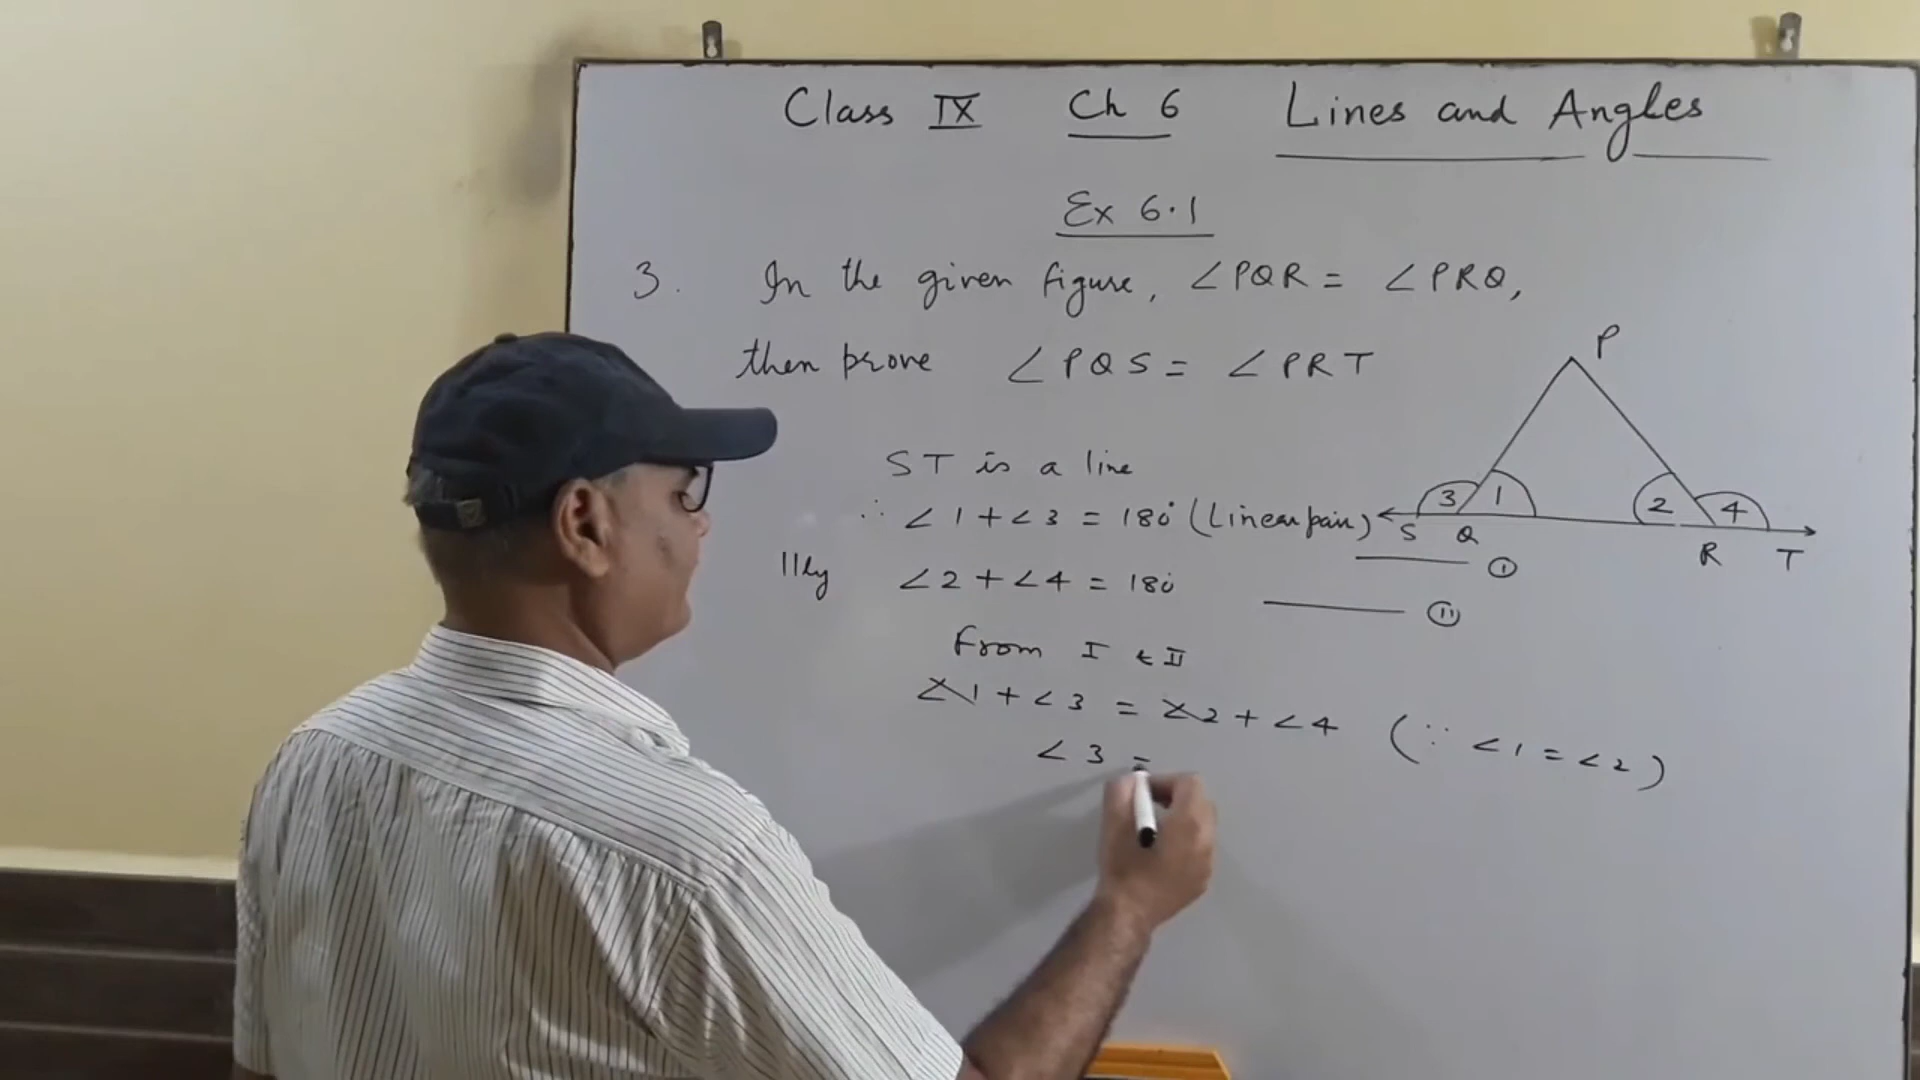 Class IX Ch 6 Lines and Angles
Ex 6.1
3. In the given figure, ∠PQR = ∠PRQ,
then prove ∠PQS = ∠PRT
P
3 1 2 4
S Q R T
ST is a line
∴ ∠1 + ∠3 = 180° (Linear pair) ——— (I)
llly ∠2 + ∠4 = 180° ——— (II)
From I & II
∠1 + ∠3 = ∠2 + ∠4 (∵ ∠1 = ∠2)
∠3 =